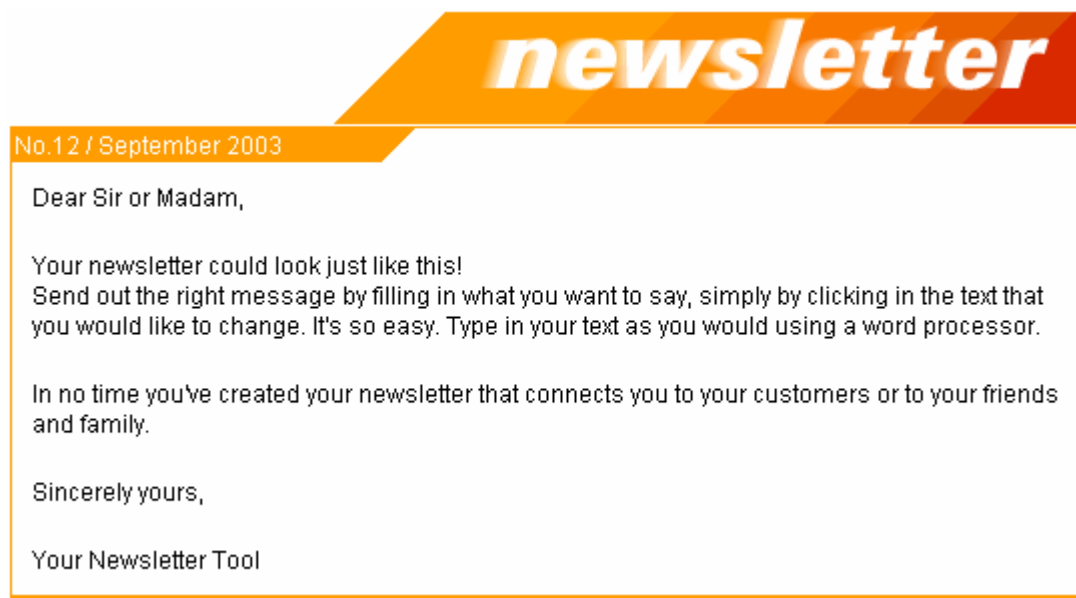 newsletter
No.12 / September 2003
Dear Sir or Madam,
Your newsletter could look just like this!
Send out the right message by filling in what you want to say, simply by clicking in the text that
you would like to change. It's so easy. Type in your text as you would using a word processor.
In no time you've created your newsletter that connects you to your customers or to your friends
and family.
Sincerely yours,
Your Newsletter Tool